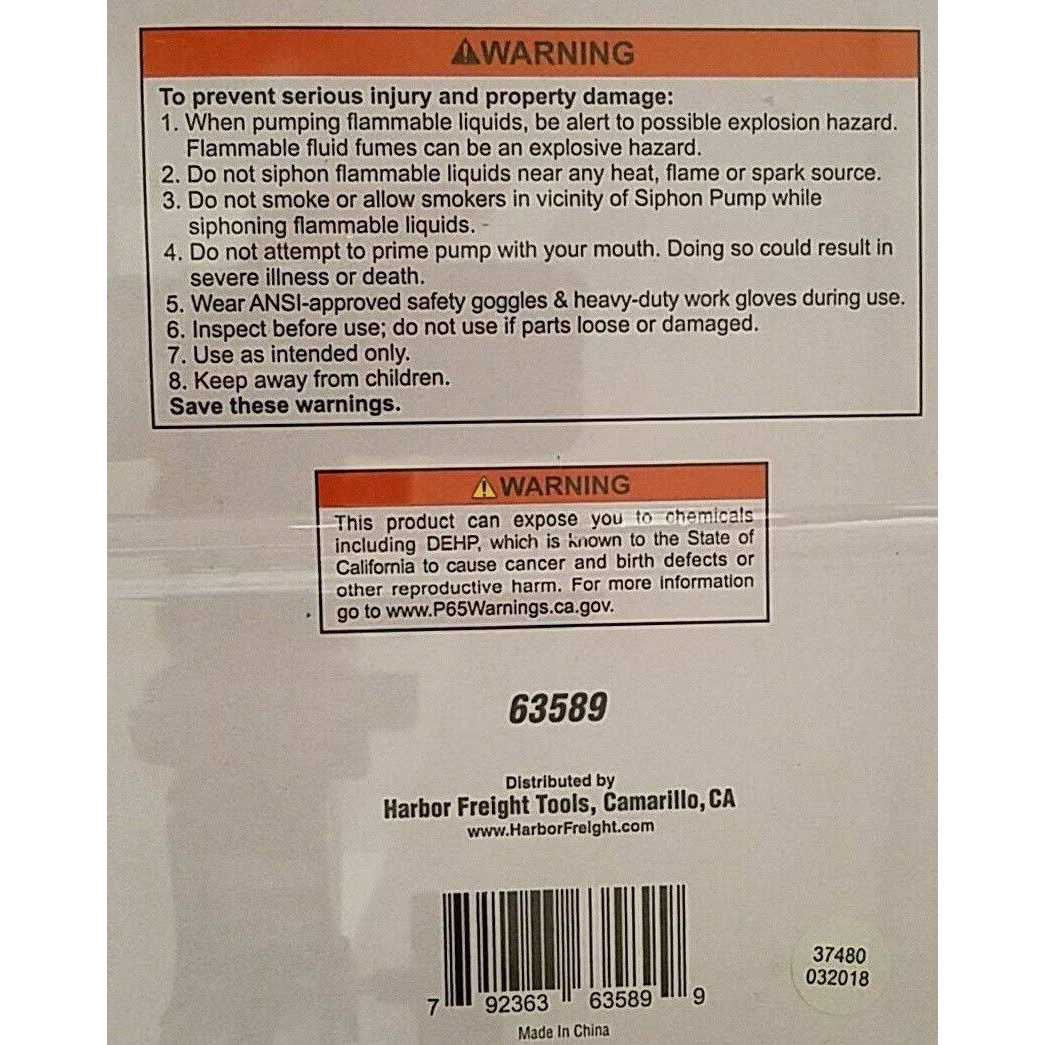 ⚠WARNING
To prevent serious injury and property damage:
1. When pumping flammable liquids, be alert to possible explosion hazard.
Flammable fluid fumes can be an explosive hazard.
2. Do not siphon flammable liquids near any heat, flame or spark source.
3. Do not smoke or allow smokers in vicinity of Siphon Pump while
siphoning flammable liquids.
4. Do not attempt to prime pump with your mouth. Doing so could result in
severe illness or death.
5. Wear ANSI-approved safety goggles & heavy-duty work gloves during use.
6. Inspect before use; do not use if parts loose or damaged.
7. Use as intended only.
8. Keep away from children.
Save these warnings.
⚠WARNING
This product can expose you to chemicals
including DEHP, which is known to the State of
California to cause cancer and birth defects or
other reproductive harm. For more information
go to www.P65Warnings.ca.gov.
63589
Distributed by
Harbor Freight Tools, Camarillo, CA
www.HarborFreight.com
7 92363 63589 9
Made In China
37480
032018